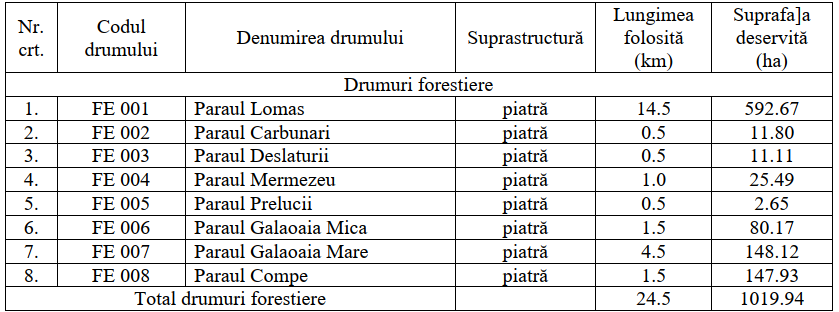 Nr. crt. Codul drumului Denumirea drumului Suprastructură Lungimea folosită (km) Suprafa]a deservită (ha)
Drumuri forestiere
1. FE 001 Paraul Lomas piatră 14.5 592.67
2. FE 002 Paraul Carbunari piatră 0.5 11.80
3. FE 003 Paraul Deslaturii piatră 0.5 11.11
4. FE 004 Paraul Mermezeu piatră 1.0 25.49
5. FE 005 Paraul Prelucii piatră 0.5 2.65
6. FE 006 Paraul Galaoaia Mica piatră 1.5 80.17
7. FE 007 Paraul Galaoaia Mare piatră 4.5 148.12
8. FE 008 Paraul Compe piatră 1.5 147.93
Total drumuri forestiere 24.5 1019.94